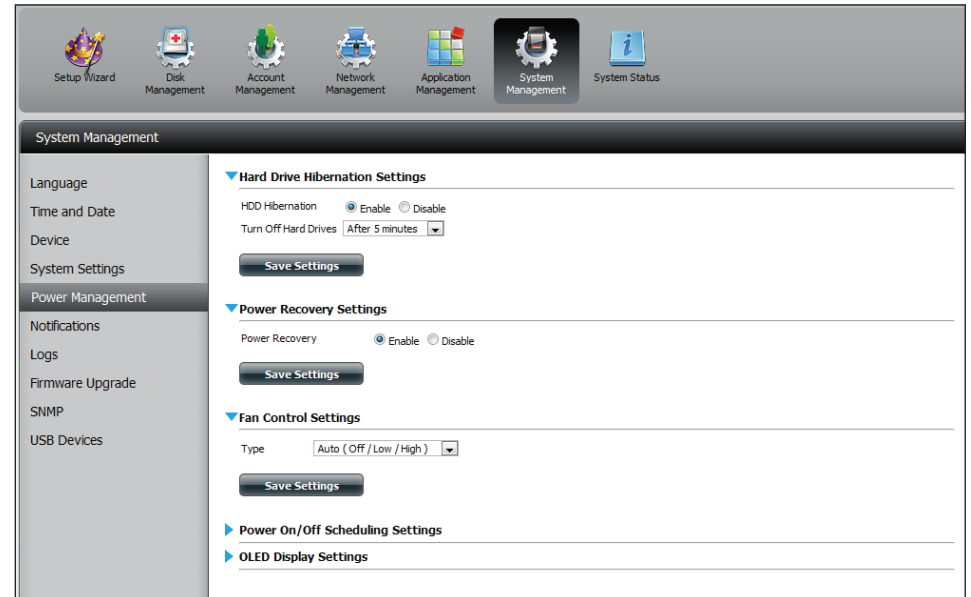 Setup Wizard
Disk Management
Account Management
Network Management
Application Management
System Management
System Status
System Management
Language
Time and Date
Device
System Settings
Power Management
Notifications
Logs
Firmware Upgrade
SNMP
USB Devices
Hard Drive Hibernation Settings
HDD Hibernation Enable Disable
Turn Off Hard Drives After 5 minutes
Save Settings
Power Recovery Settings
Power Recovery Enable Disable
Save Settings
Fan Control Settings
Type Auto ( Off / Low / High )
Save Settings
Power On/Off Scheduling Settings
OLED Display Settings